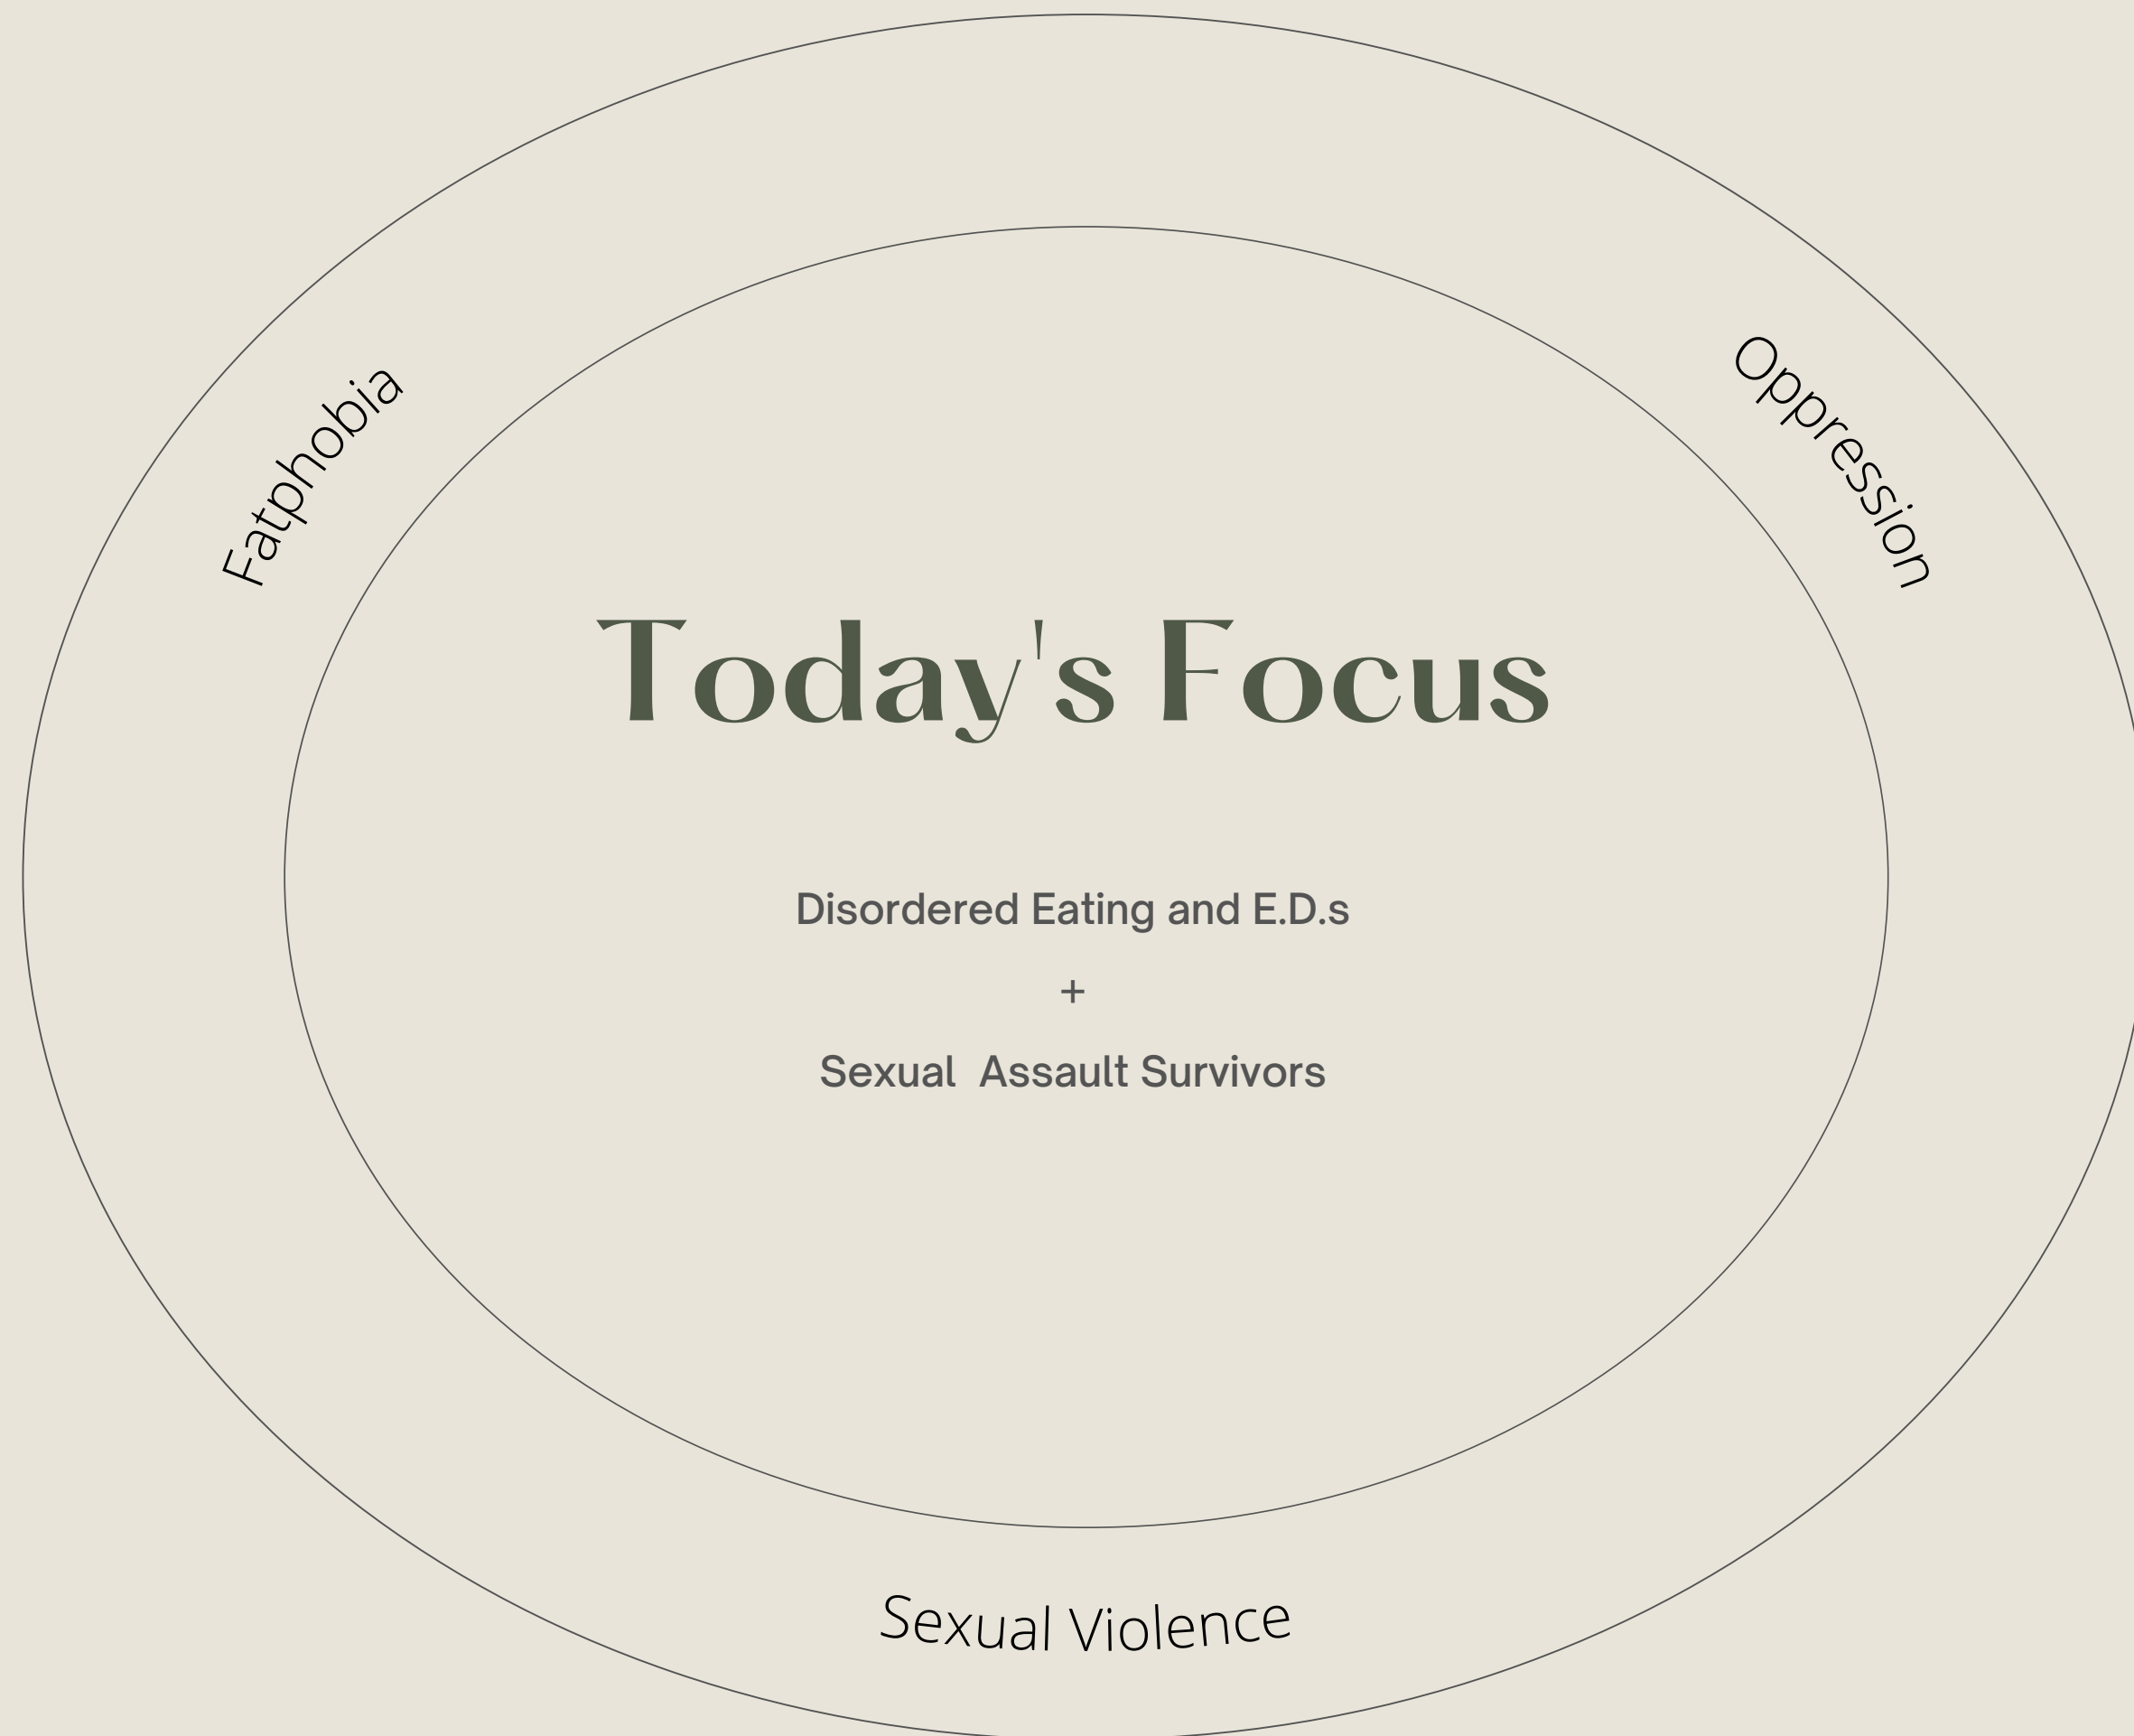 Fatphobia
Oppression
Today's Focus
Disordered Eating and E.D.s
+
Sexual Assault Survivors
Sexual Violence